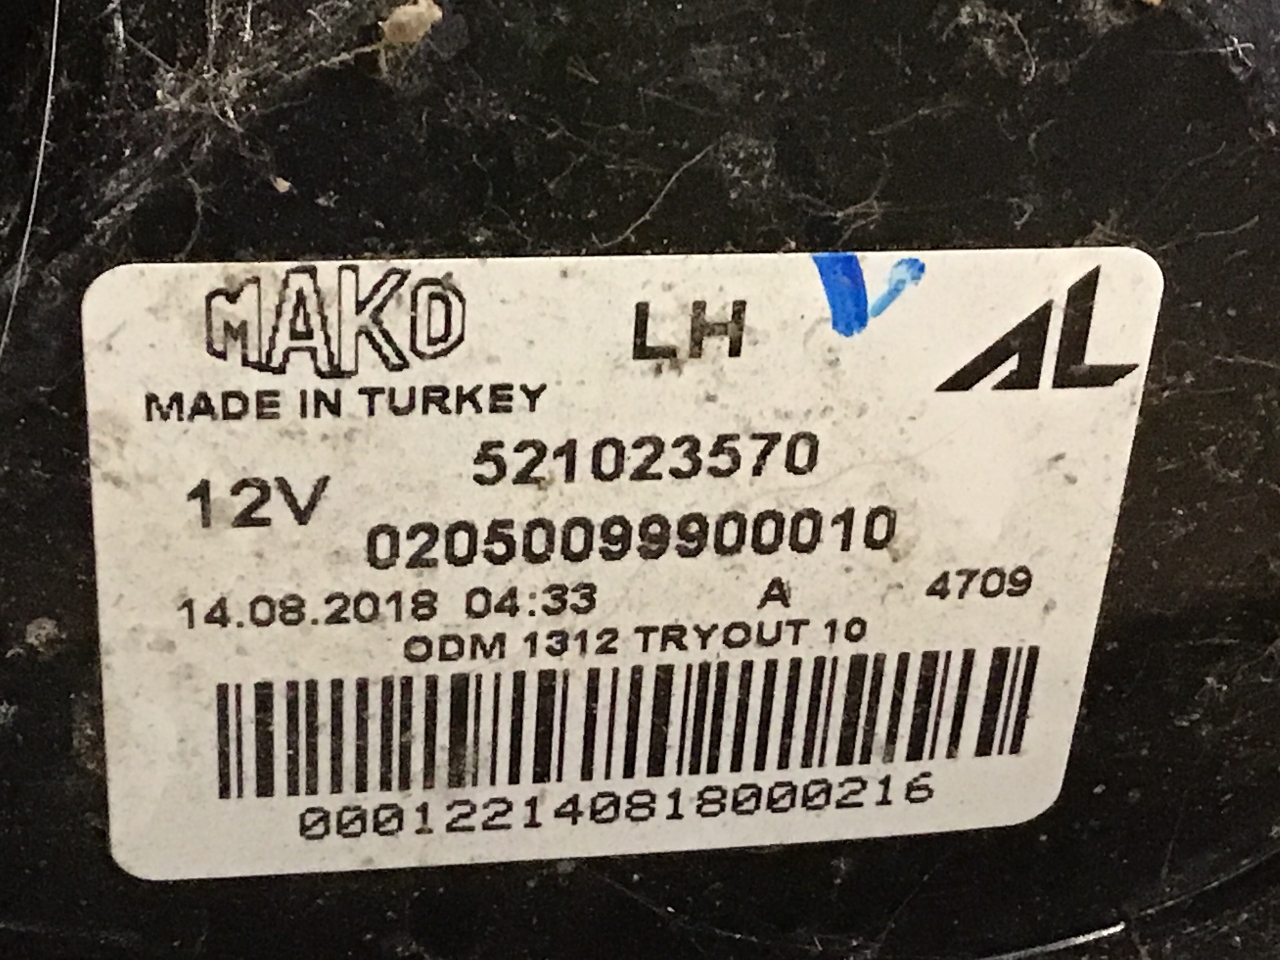 MAKO LH AL
MADE IN TURKEY
521023570
12V
02050099900010
14.08.2018 04:33 A 4709
ODM 1312 TRYOUT 10
000122140818000216